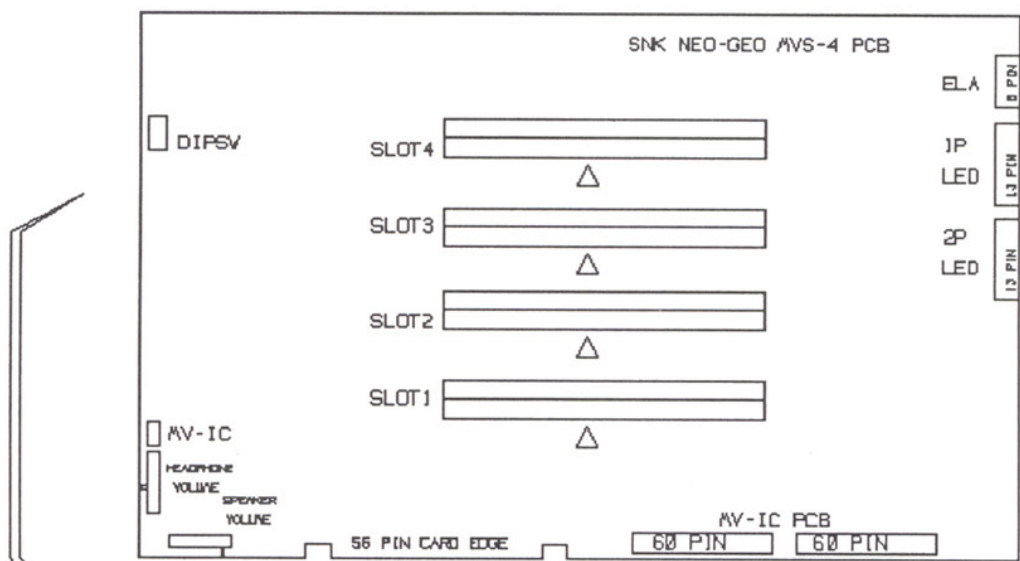 SNK NEO-GEO MVS-4 PCB
ELA
8 PIN
DIPSW
SLOT4
1P
LED
13 PIN
SLOT3
2P
LED
13 PIN
SLOT2
SLOT1
MV-IC
HEADPHONE
VOLUME
SPEAKER
VOLUME
MV-IC PCB
56 PIN CARD EDGE
60 PIN
60 PIN